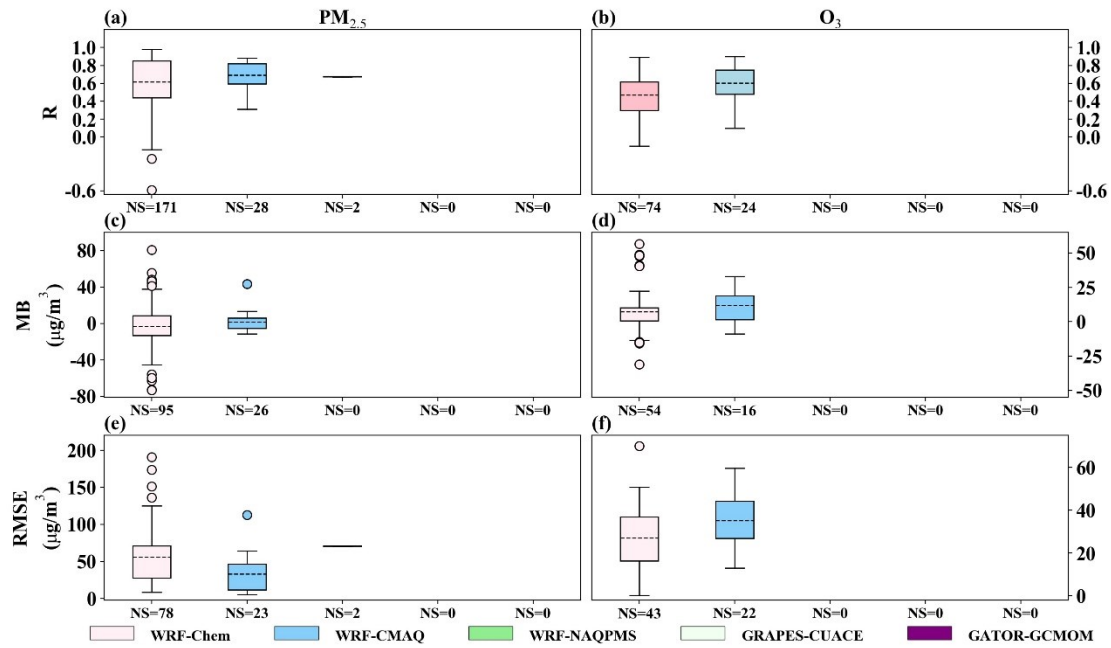 (a) PM2.5 (b) O3
R
1.0 0.8 0.6 0.4 0.2 0.0 -0.6
1.0 0.8 0.6 0.4 0.2 0.0 -0.6
NS=171 NS=28 NS=2 NS=0 NS=0 NS=74 NS=24 NS=0 NS=0 NS=0
(c) (d)
MB
(μg/m3)
80 40 0 -40 -80
50 25 0 -25 -50
NS=95 NS=26 NS=0 NS=0 NS=0 NS=54 NS=16 NS=0 NS=0 NS=0
(e) (f)
RMSE
(μg/m3)
200 150 100 50 0
60 40 20 0
NS=78 NS=23 NS=2 NS=0 NS=0 NS=43 NS=22 NS=0 NS=0 NS=0
WRF-Chem WRF-CMAQ WRF-NAQPMS GRAPES-CUACE GATOR-GCMOM